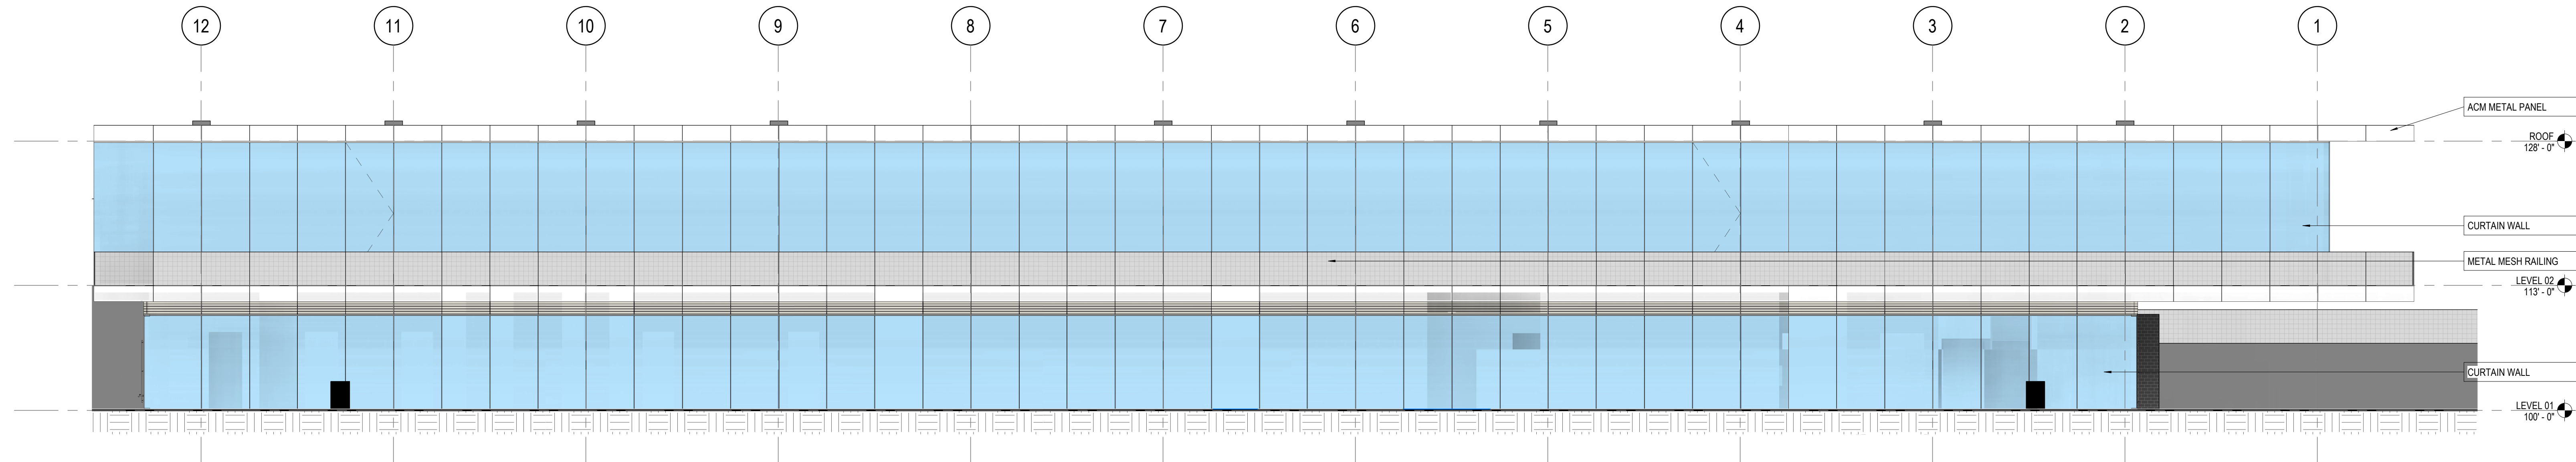 12 11 10 9 8 7 6 5 4 3 2 1
ACM METAL PANEL
ROOF
128' - 0"
CURTAIN WALL
METAL MESH RAILING
LEVEL 02
113' - 0"
CURTAIN WALL
LEVEL 01
100' - 0"